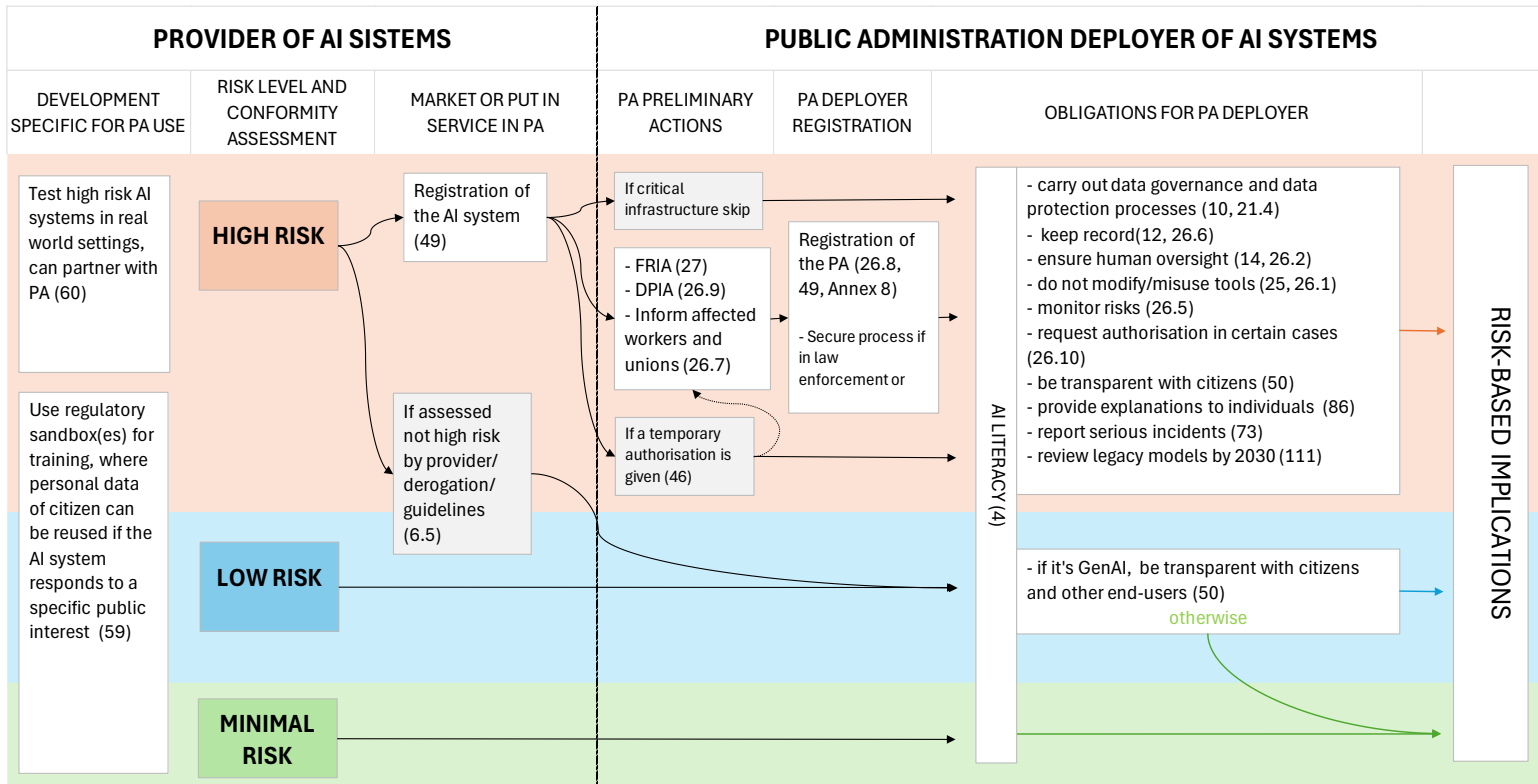 PROVIDER OF AI SISTEMS
PUBLIC ADMINISTRATION DEPLOYER OF AI SYSTEMS
DEVELOPMENT
SPECIFIC FOR PA USE
RISK LEVEL AND
CONFORMITY
ASSESSMENT
MARKET OR PUT IN
SERVICE IN PA
PA PRELIMINARY
ACTIONS
PA DEPLOYER
REGISTRATION
OBLIGATIONS FOR PA DEPLOYER
Test high risk AI
systems in real
world settings,
can partner with
PA (60)
Use regulatory
sandbox(es) for
training, where
personal data
of citizen can
be reused if the
AI system
responds to a
specific public
interest (59)
HIGH RISK
LOW RISK
MINIMAL
RISK
Registration of
the AI system
(49)
If assessed
not high risk
by provider/
derogation/
guidelines
(6.5)
If critical
infrastructure skip
- FRIA (27)
- DPIA (26.9)
- Inform affected
workers and
unions (26.7)
If a temporary
authorisation is
given (46)
Registration of
the PA (26.8,
49, Annex 8)
- Secure process if
in law
enforcement or
AI LITERACY (4)
- carry out data governance and data
protection processes (10, 21.4)
- keep record(12, 26.6)
- ensure human oversight (14, 26.2)
- do not modify/misuse tools (25, 26.1)
- monitor risks (26.5)
- request authorisation in certain cases
(26.10)
- be transparent with citizens (50)
- provide explanations to individuals (86)
- report serious incidents (73)
- review legacy models by 2030 (111)
- if it's GenAI, be transparent with citizens
and other end-users (50)
otherwise
RISK-BASED IMPLICATIONS